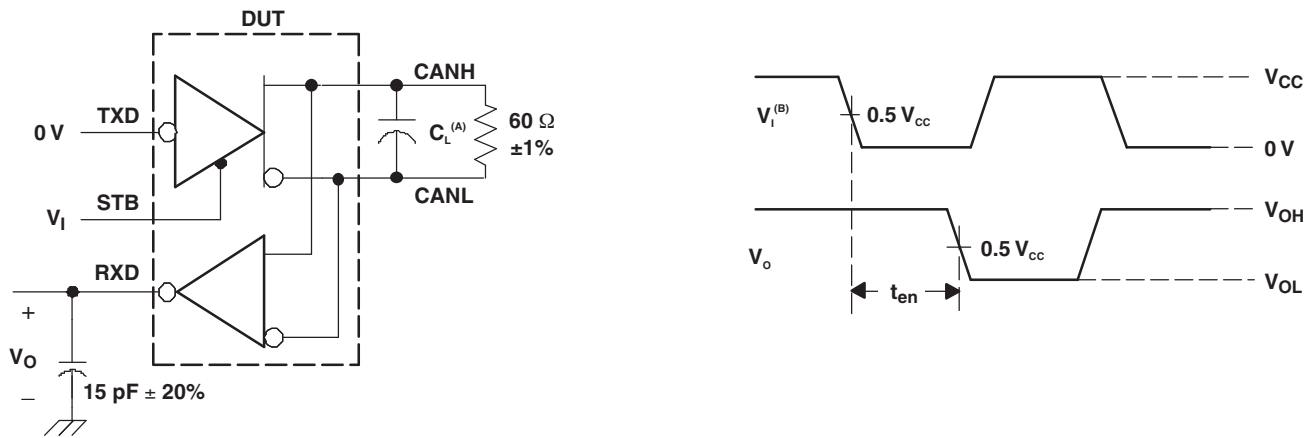 DUT
CANH
TXD
0 V
C_L^(A)
60 Ω
±1%
STB
V_I
CANL
RXD
+
V_O
–
15 pF ± 20%
V_CC
V_I^(B)
0.5 V_CC
0 V
V_OH
V_O
0.5 V_CC
t_en
V_OL